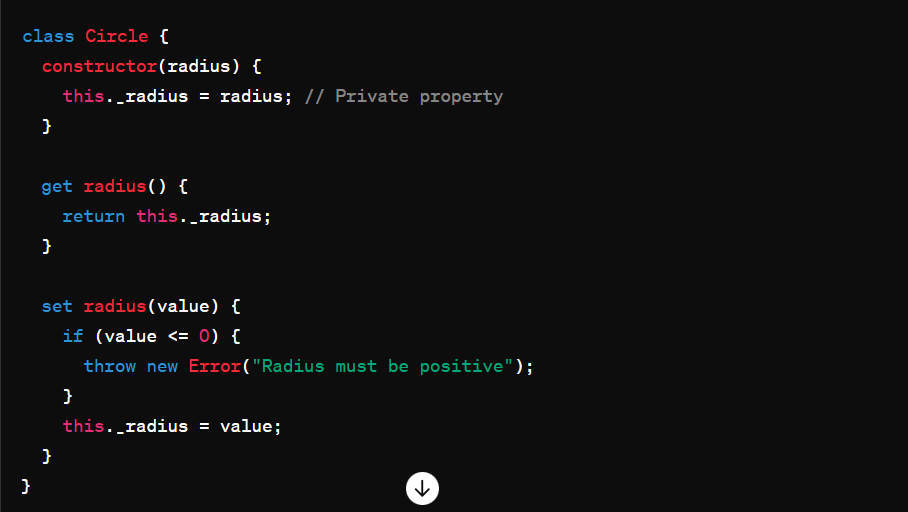 class Circle {
  constructor(radius) {
    this._radius = radius; // Private property
  }

  get radius() {
    return this._radius;
  }

  set radius(value) {
    if (value <= 0) {
      throw new Error("Radius must be positive");
    }
    this._radius = value;
  }
}